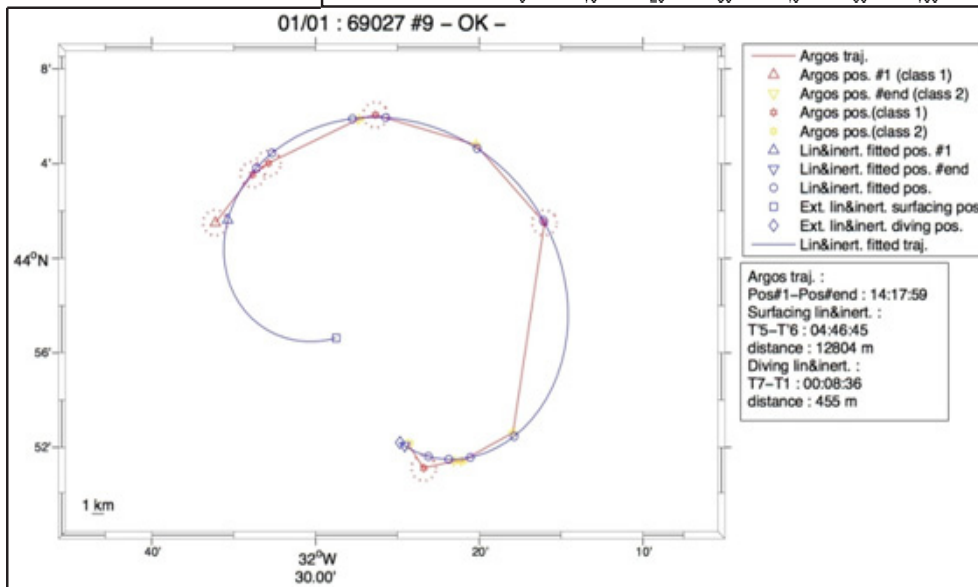 01/01 : 69027 #9 – OK –
8'
4'
44°N
56'
52'
1 km
40'
32°W
30.00'
20'
10'
Argos traj.
Argos pos. #1 (class 1)
Argos pos. #end (class 2)
Argos pos.(class 1)
Argos pos.(class 2)
Lin&inert. fitted pos. #1
Lin&inert. fitted pos. #end
Lin&inert. fitted pos.
Ext. lin&inert. surfacing pos
Ext. lin&inert. diving pos.
Lin&inert. fitted traj.
Argos traj. :
Pos#1–Pos#end : 14:17:59
Surfacing lin&inert. :
T'5–T'6 : 04:46:45
distance : 12804 m
Diving lin&inert. :
T7–T1 : 00:08:36
distance : 455 m